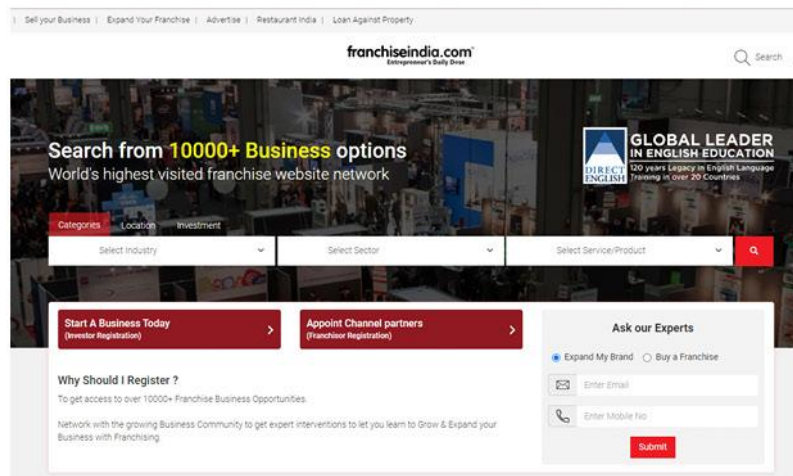 | Sell your Business | Expand Your Franchise | Advertise | Restaurant India | Loan Against Property
franchiseindia.com
Entrepreneur's Daily Dose
Search
Search from 10000+ Business options
World's highest visited franchise website network
DIRECT
ENGLISH
GLOBAL LEADER
IN ENGLISH EDUCATION
120 years Legacy in English Language
Training in over 20 Countries
Categories Location Investment
Select Industry Select Sector Select Service/Product
Start A Business Today
(Investor Registration)
Appoint Channel partners
(Franchisor Registration)
Why Should I Register ?
To get access to over 10000+ Franchise Business Opportunities.
Network with the growing Business Community to get expert interventions to let you learn to Grow & Expand your
Business with Franchising.
Ask our Experts
Expand My Brand Buy a Franchise
Enter Email
Enter Mobile No
Submit